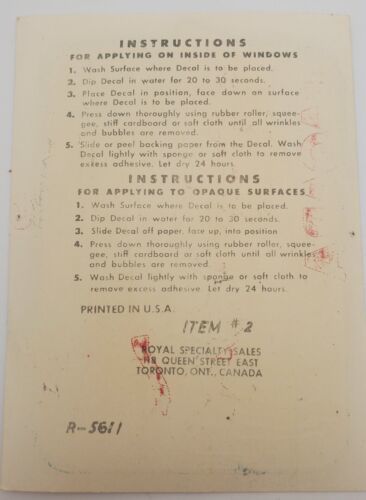 INSTRUCTIONS
FOR APPLYING ON INSIDE OF WINDOWS
1. Wash Surface where Decal is to be placed.
2. Dip Decal in water for 20 to 30 seconds.
3. Place Decal in position, face down on surface
where Decal is to be placed.
4. Press down thoroughly using rubber roller, squee-
gee, stiff cardboard or soft cloth until all wrinkles
and bubbles are removed.
5. Slide or peel backing paper from the Decal. Wash
Decal lightly with sponge or soft cloth to remove
excess adhesive. Let dry 24 hours.
INSTRUCTIONS
FOR APPLYING TO OPAQUE SURFACES
1. Wash Surface where Decal is to be placed.
2. Dip Decal in water for 20 to 30 seconds.
3. Slide Decal off paper, face up, into position
4. Press down thoroughly using rubber roller, squee-
gee, stiff cardboard or soft cloth until all wrinkles
and bubbles are removed.
5. Wash Decal lightly with sponge or soft cloth to
remove excess adhesive. Let dry 24 hours.
PRINTED IN U.S.A.
ITEM #2
ROYAL SPECIALTY SALES
QUEEN STREET EAST
TORONTO, ONT., CANADA